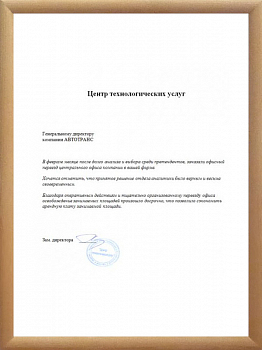 Центр технологических услуг
Генеральному директору
компании АВТОТРАНС
В феврале месяце после долго анализа и выбора среди претендентов, заказали офисный
переезд центрального офиса компании в вашей фирме.
Хочется отметить, что принятое решение отдела аналитики было верным и весьма
своевременным.
Благодаря оперативным действиям и тщательно организованному переезду офиса
освобождение занимаемых площадей произошло досрочно, что позволило сэкономить
арендную плату занимаемой площади.
Зам. директора